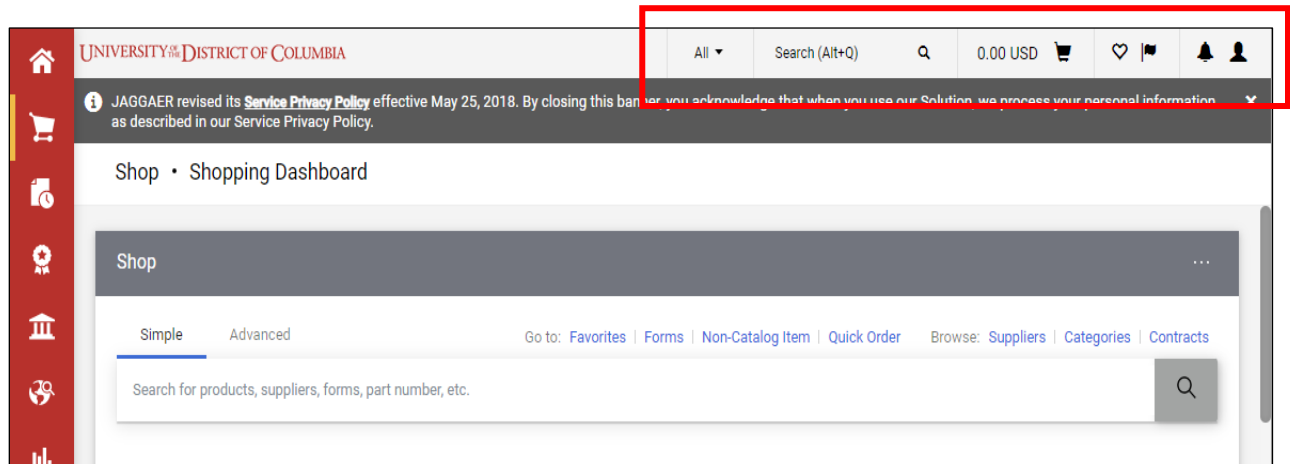 UNIVERSITY OF THE DISTRICT OF COLUMBIA
All
Search (Alt+Q)
0.00 USD
JAGGAER revised its Service Privacy Policy effective May 25, 2018. By closing this banner, you acknowledge that when you use our Solution, we process your personal information
as described in our Service Privacy Policy.
Shop • Shopping Dashboard
Shop
Simple Advanced Go to: Favorites | Forms | Non-Catalog Item | Quick Order Browse: Suppliers | Categories | Contracts
Search for products, suppliers, forms, part number, etc.